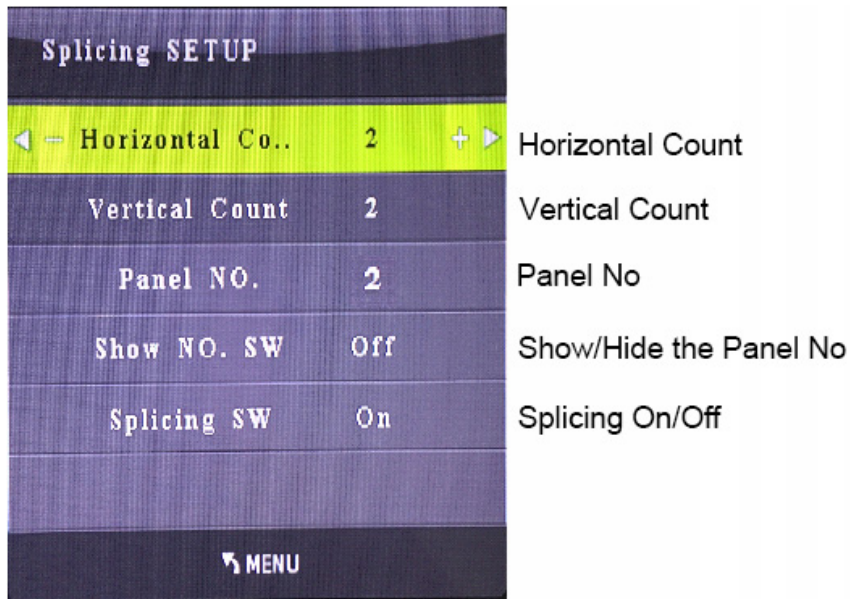 Splicing SETUP
Horizontal Co.. 2 Horizontal Count
Vertical Count 2 Vertical Count
Panel NO. 2 Panel No
Show NO. SW Off Show/Hide the Panel No
Splicing SW On Splicing On/Off
MENU